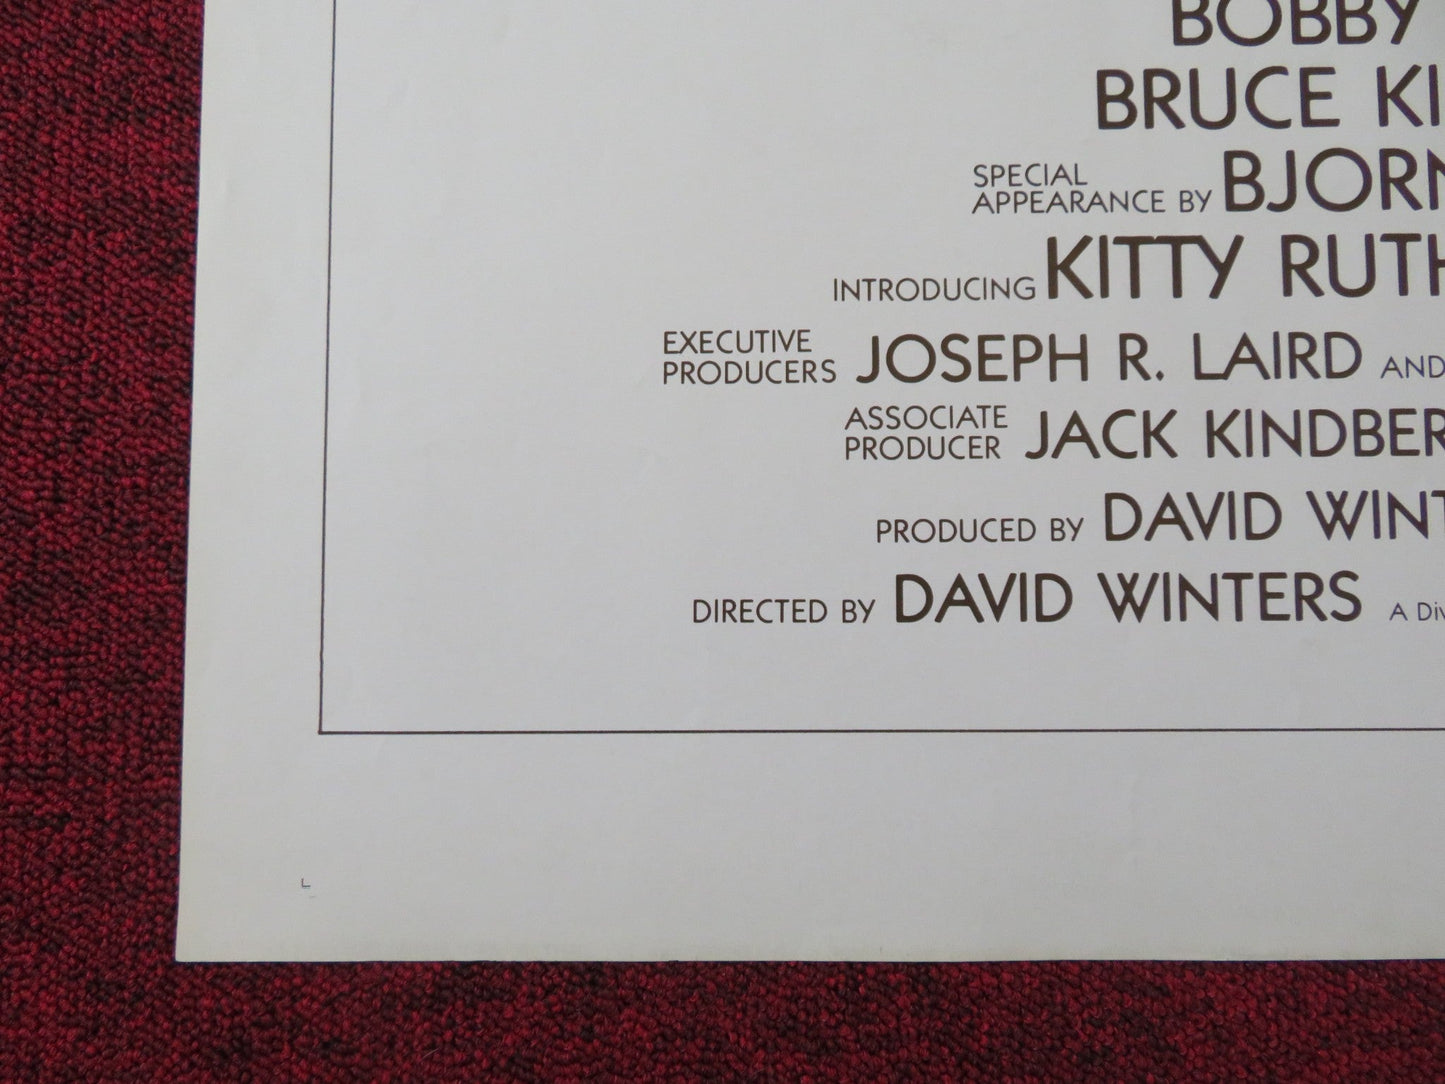 BOBBY
BRUCE KI
SPECIAL
APPEARANCE BY BJORN
INTRODUCING KITTY RUTH
EXECUTIVE
PRODUCERS JOSEPH R. LAIRD AND
ASSOCIATE
PRODUCER JACK KINDBER
PRODUCED BY DAVID WINT
DIRECTED BY DAVID WINTERS A Div